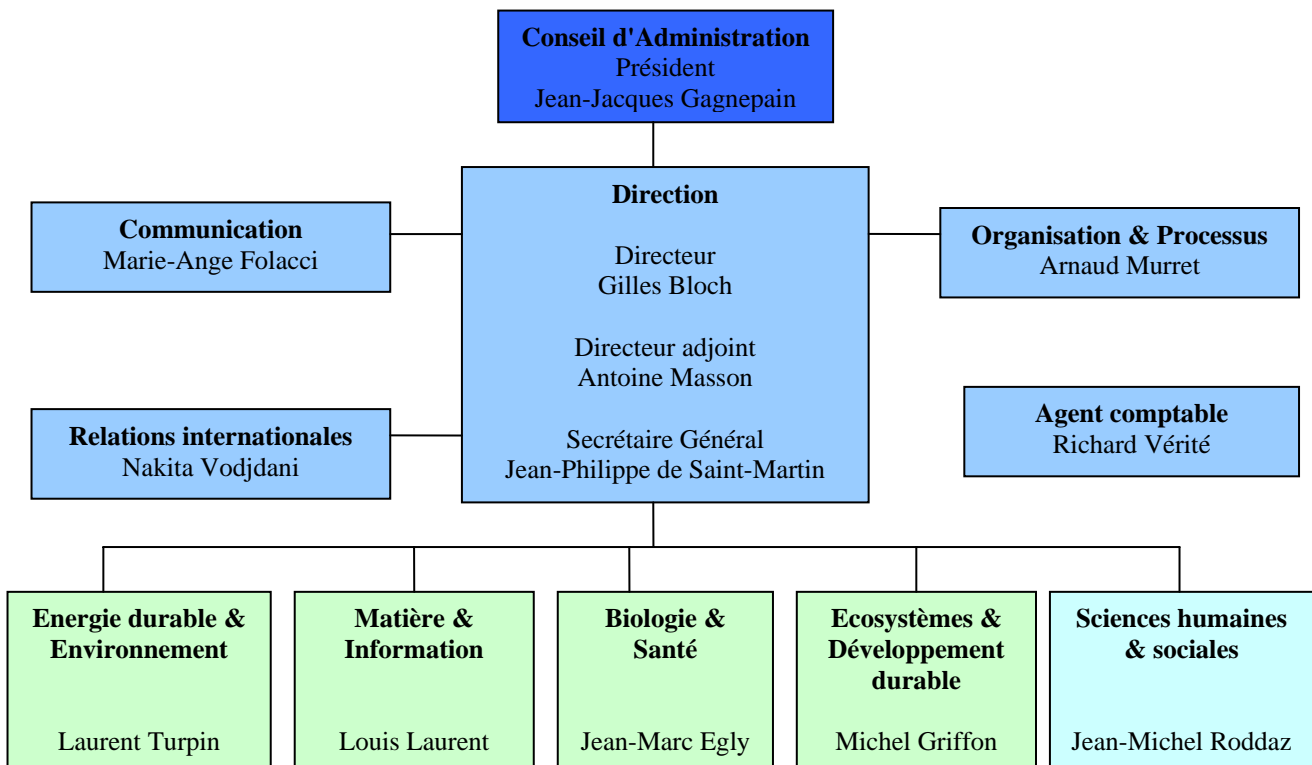 Conseil d'Administration
Président
Jean-Jacques Gagnepain
Direction
Directeur
Gilles Bloch
Directeur adjoint
Antoine Masson
Secrétaire Général
Jean-Philippe de Saint-Martin
Communication
Marie-Ange Folacci
Organisation & Processus
Arnaud Murret
Relations internationales
Nakita Vodjdani
Agent comptable
Richard Vérité
Energie durable &
Environnement
Laurent Turpin
Matière &
Information
Louis Laurent
Biologie &
Santé
Jean-Marc Egly
Ecosystèmes &
Développement
durable
Michel Griffon
Sciences humaines
& sociales
Jean-Michel Roddaz